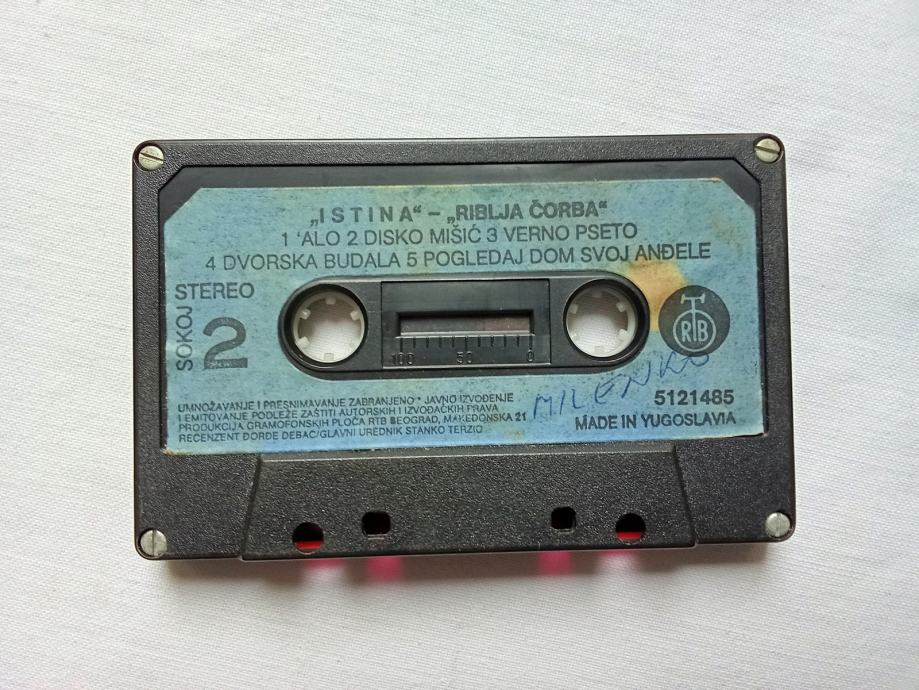 „ISTINA“ – „RIBLJA ČORBA“
1 'ALO 2 DISKO MIŠIĆ 3 VERNO PSETO
4 DVORSKA BUDALA 5 POGLEDAJ DOM SVOJ ANĐELE
STEREO
SOKOJ
2
100 50 0
RTB
MILENKO
UMNOŽAVANJE I PRESNIMAVANJE ZABRANJENO * JAVNO IZVOĐENJE
I EMITOVANJE PODLEŽE ZAŠTITI AUTORSKIH I IZVOĐAČKIH PRAVA
PRODUKCIJA GRAMOFONSKIH PLOČA RTB BEOGRAD, MAKEDONSKA 21
RECENZENT ĐORĐE DEBAC/GLAVNI UREDNIK STANKO TERZIĆ
5121485
MADE IN YUGOSLAVIA